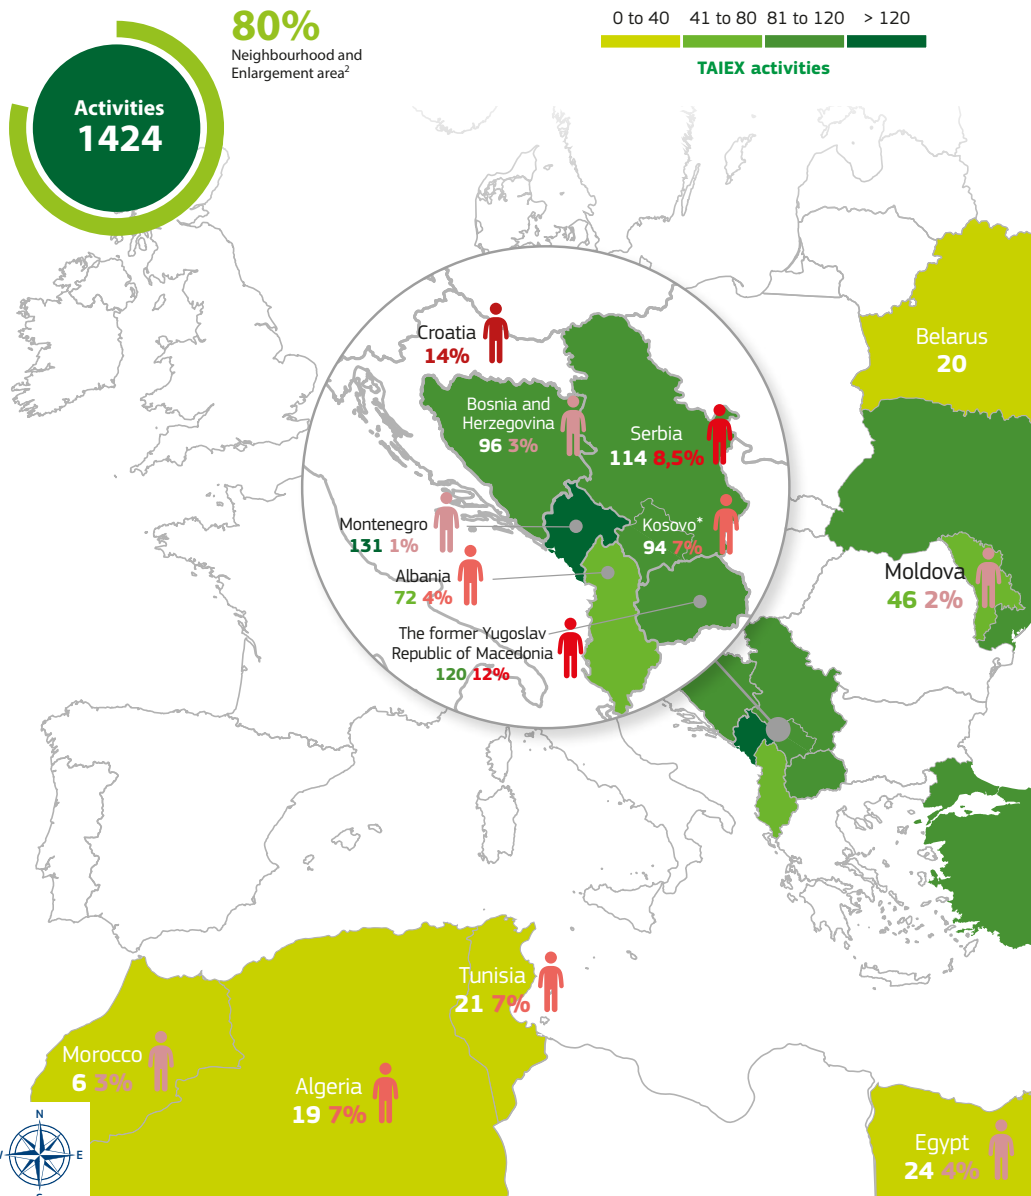 80%
Neighbourhood and
Enlargement area²
Activities
1424
0 to 40 41 to 80 81 to 120 > 120
TAIEX activities
Croatia
14%
Belarus
20
Bosnia and
Herzegovina
96 3%
Serbia
114 8,5%
Montenegro
131 1%
Kosovo*
94 7%
Albania
72 4%
Moldova
46 2%
The former Yugoslav
Republic of Macedonia
120 12%
Tunisia
21 7%
Morocco
6 3%
Algeria
19 7%
Egypt
24 4%
N
E